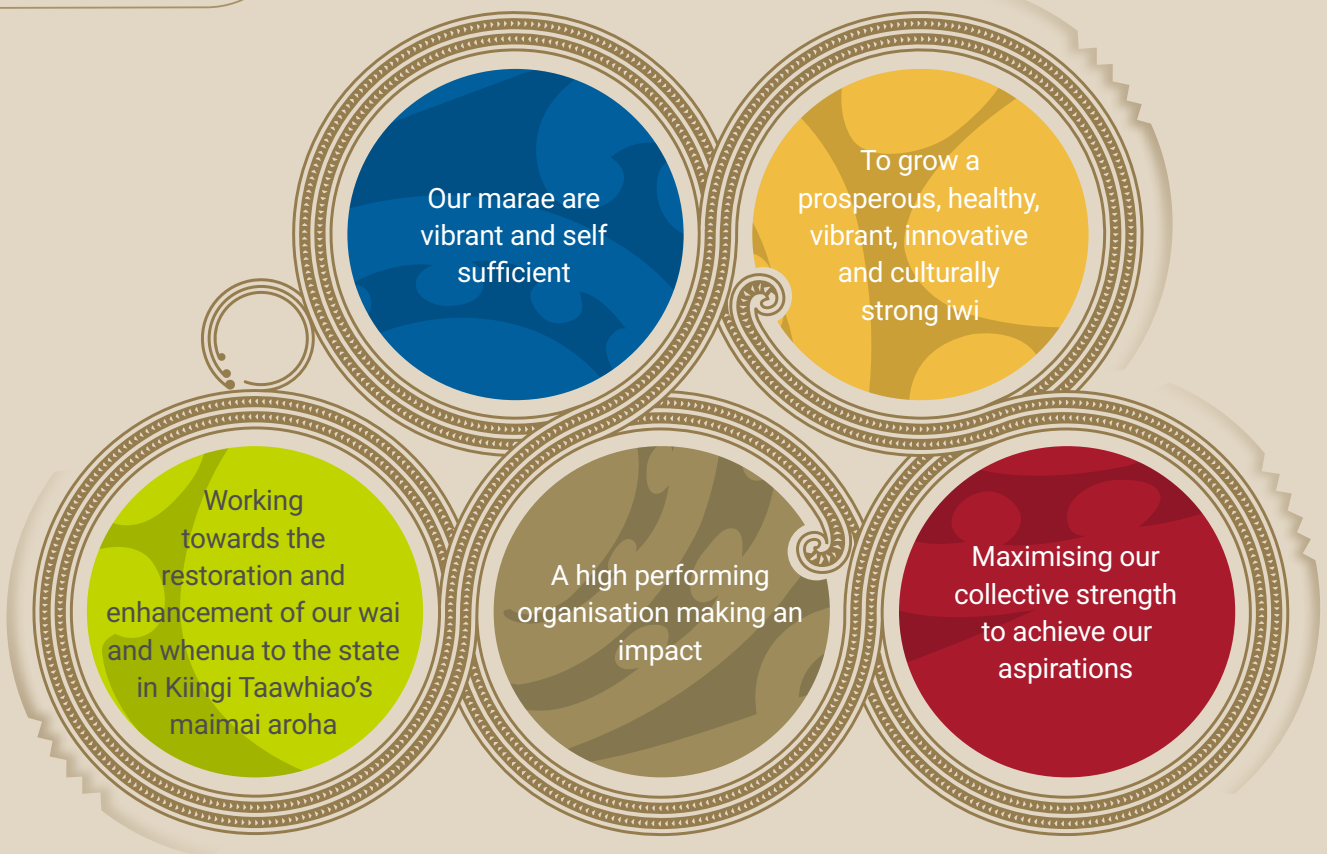 Our marae are
vibrant and self
sufficient
To grow a
prosperous, healthy,
vibrant, innovative
and culturally
strong iwi
Working
towards the
restoration and
enhancement of our wai
and whenua to the state
in Kiingi Taawhiao’s
maimai aroha
A high performing
organisation making an
impact
Maximising our
collective strength
to achieve our
aspirations